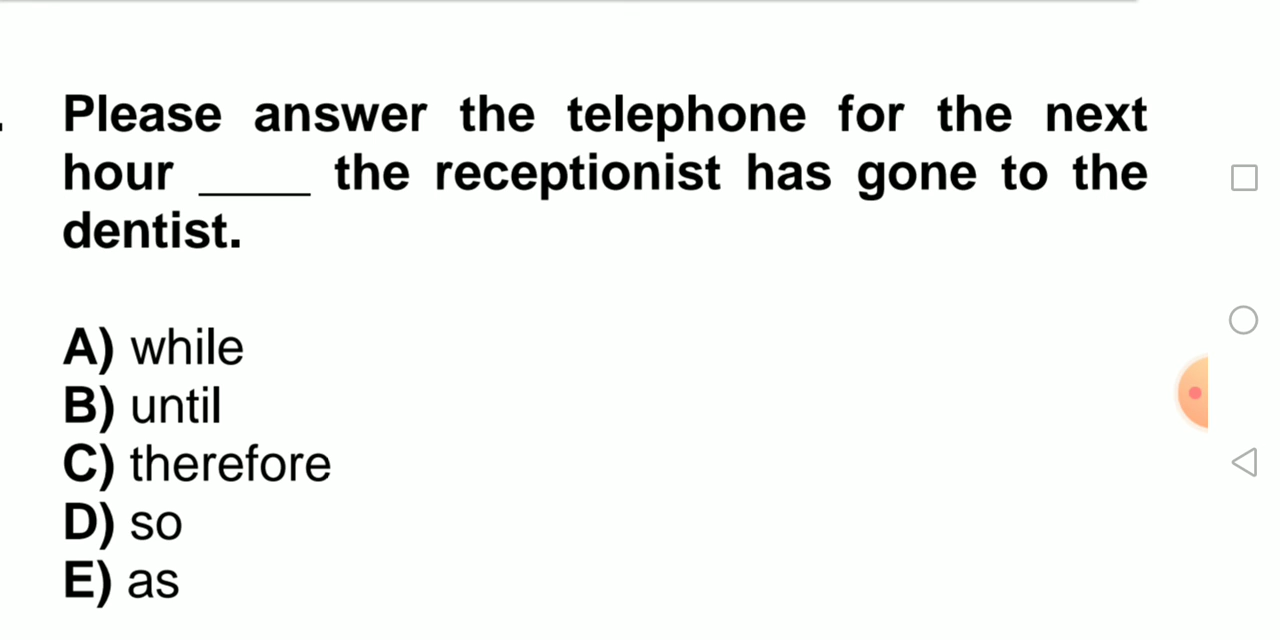 . Please answer the telephone for the next
hour _____ the receptionist has gone to the
dentist.
A) while
B) until
C) therefore
D) so
E) as